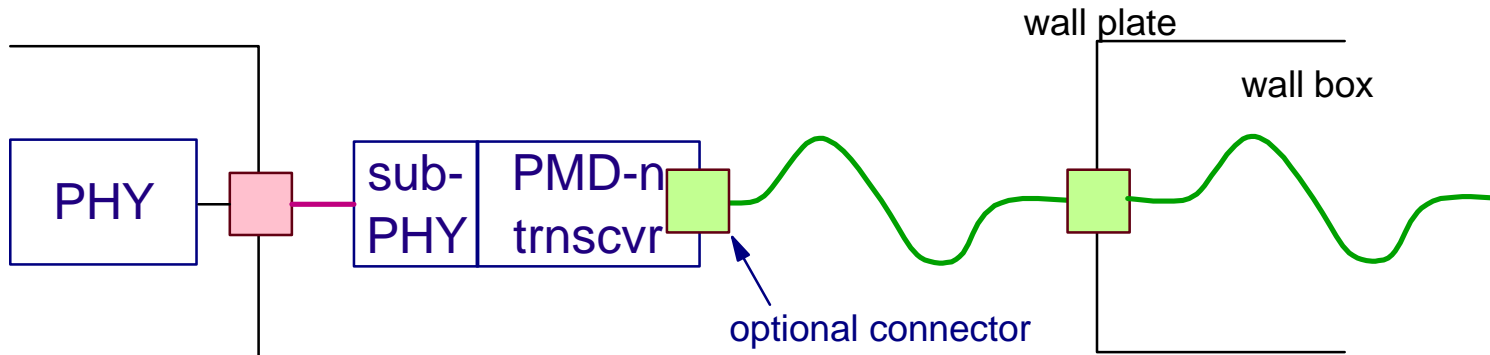 wall plate
wall box
PHY
sub-
PHY
PMD-n
trnscvr
optional connector